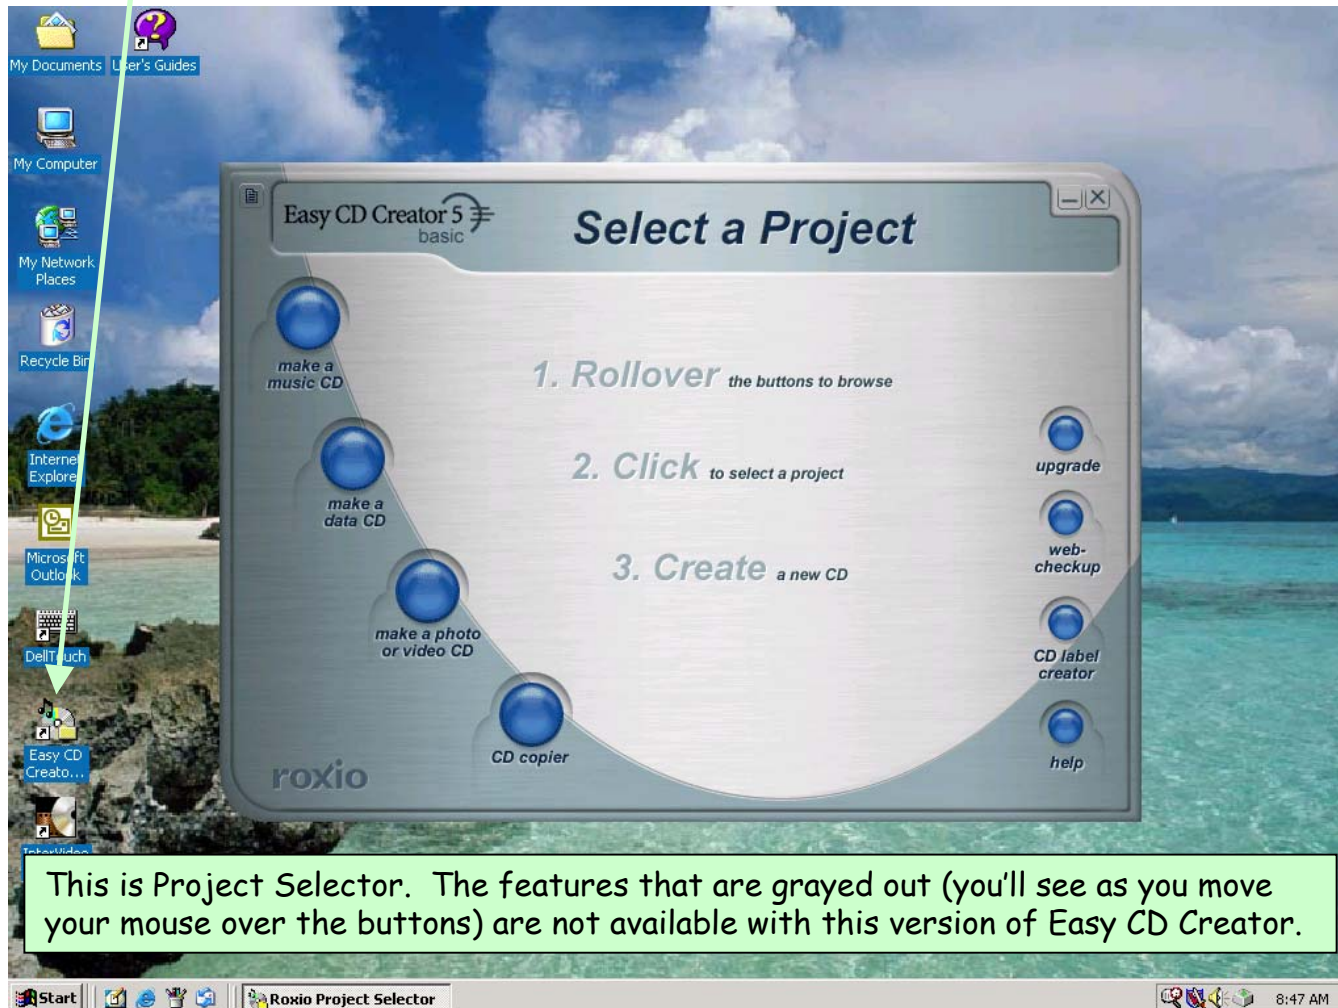 My Documents
User's Guides
My Computer
My Network
Places
Recycle Bin
Internet
Explorer
Microsoft
Outlook
DellTouch
Easy CD
Creato...
InterVideo
Easy CD Creator 5
basic
Select a Project
make a
music CD
make a
data CD
make a photo
or video CD
CD copier
1. Rollover the buttons to browse
2. Click to select a project
3. Create a new CD
upgrade
web-
checkup
CD label
creator
help
roxio
This is Project Selector. The features that are grayed out (you'll see as you move
your mouse over the buttons) are not available with this version of Easy CD Creator.
Start
Roxio Project Selector
8:47 AM